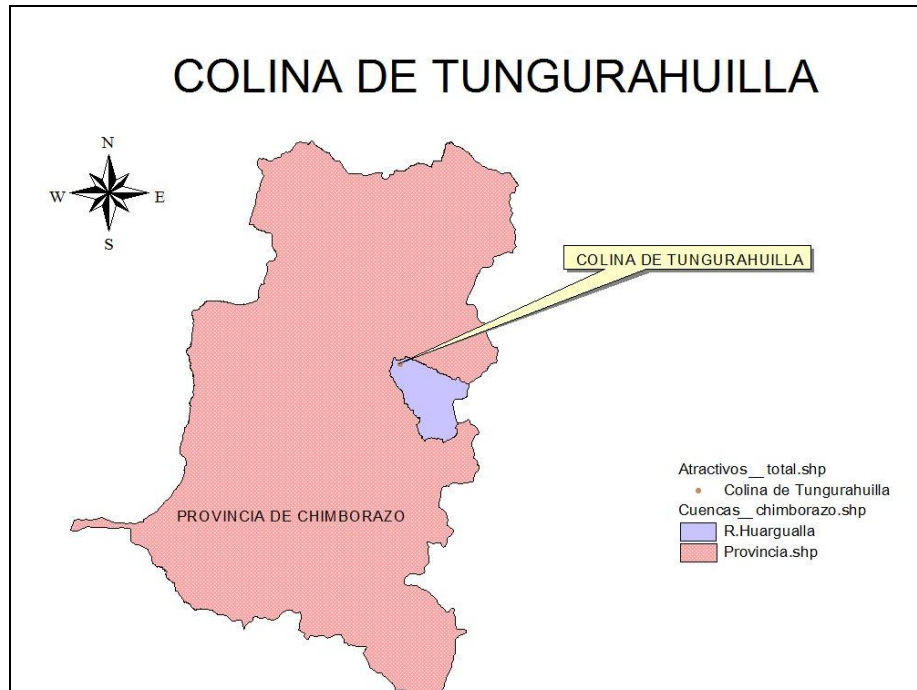 COLINA DE TUNGURAHUILLA
N
W E
S
COLINA DE TUNGURAHUILLA
PROVINCIA DE CHIMBORAZO
Atractivos__total.shp
Colina de Tungurahuilla
Cuencas__chimborazo.shp
R.Huargualla
Provincia.shp